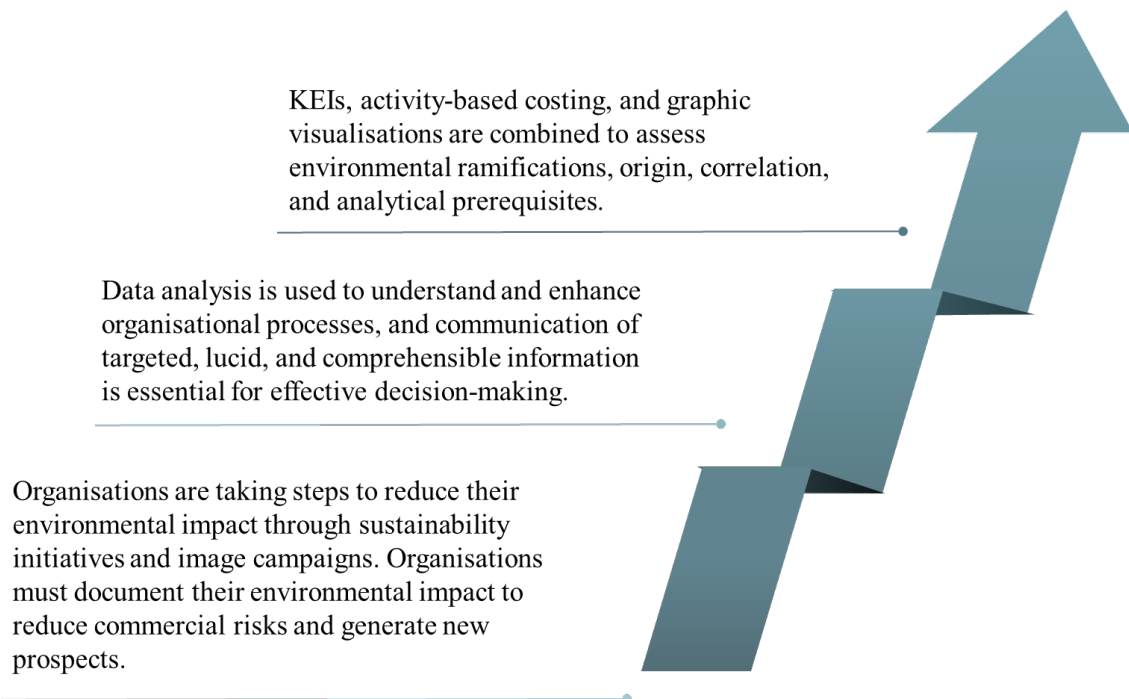 KEIs, activity-based costing, and graphic
visualisations are combined to assess
environmental ramifications, origin, correlation,
and analytical prerequisites.
Data analysis is used to understand and enhance
organisational processes, and communication of
targeted, lucid, and comprehensible information
is essential for effective decision-making.
Organisations are taking steps to reduce their
environmental impact through sustainability
initiatives and image campaigns. Organisations
must document their environmental impact to
reduce commercial risks and generate new
prospects.